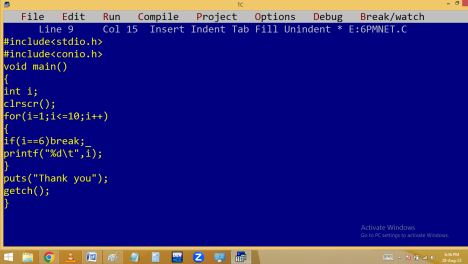 TC
File Edit Run Compile Project Options Debug Break/watch
Line 9 Col 15 Insert Indent Tab Fill Unindent * E:6PMNET.C
#include<stdio.h>
#include<conio.h>
void main()
{
int i;
clrscr();
for(i=1;i<=10;i++)
{
if(i==6)break;_
printf("%d\t",i);
}
puts("Thank you");
getch();
}
Activate Windows
Go to PC settings to activate Windows.